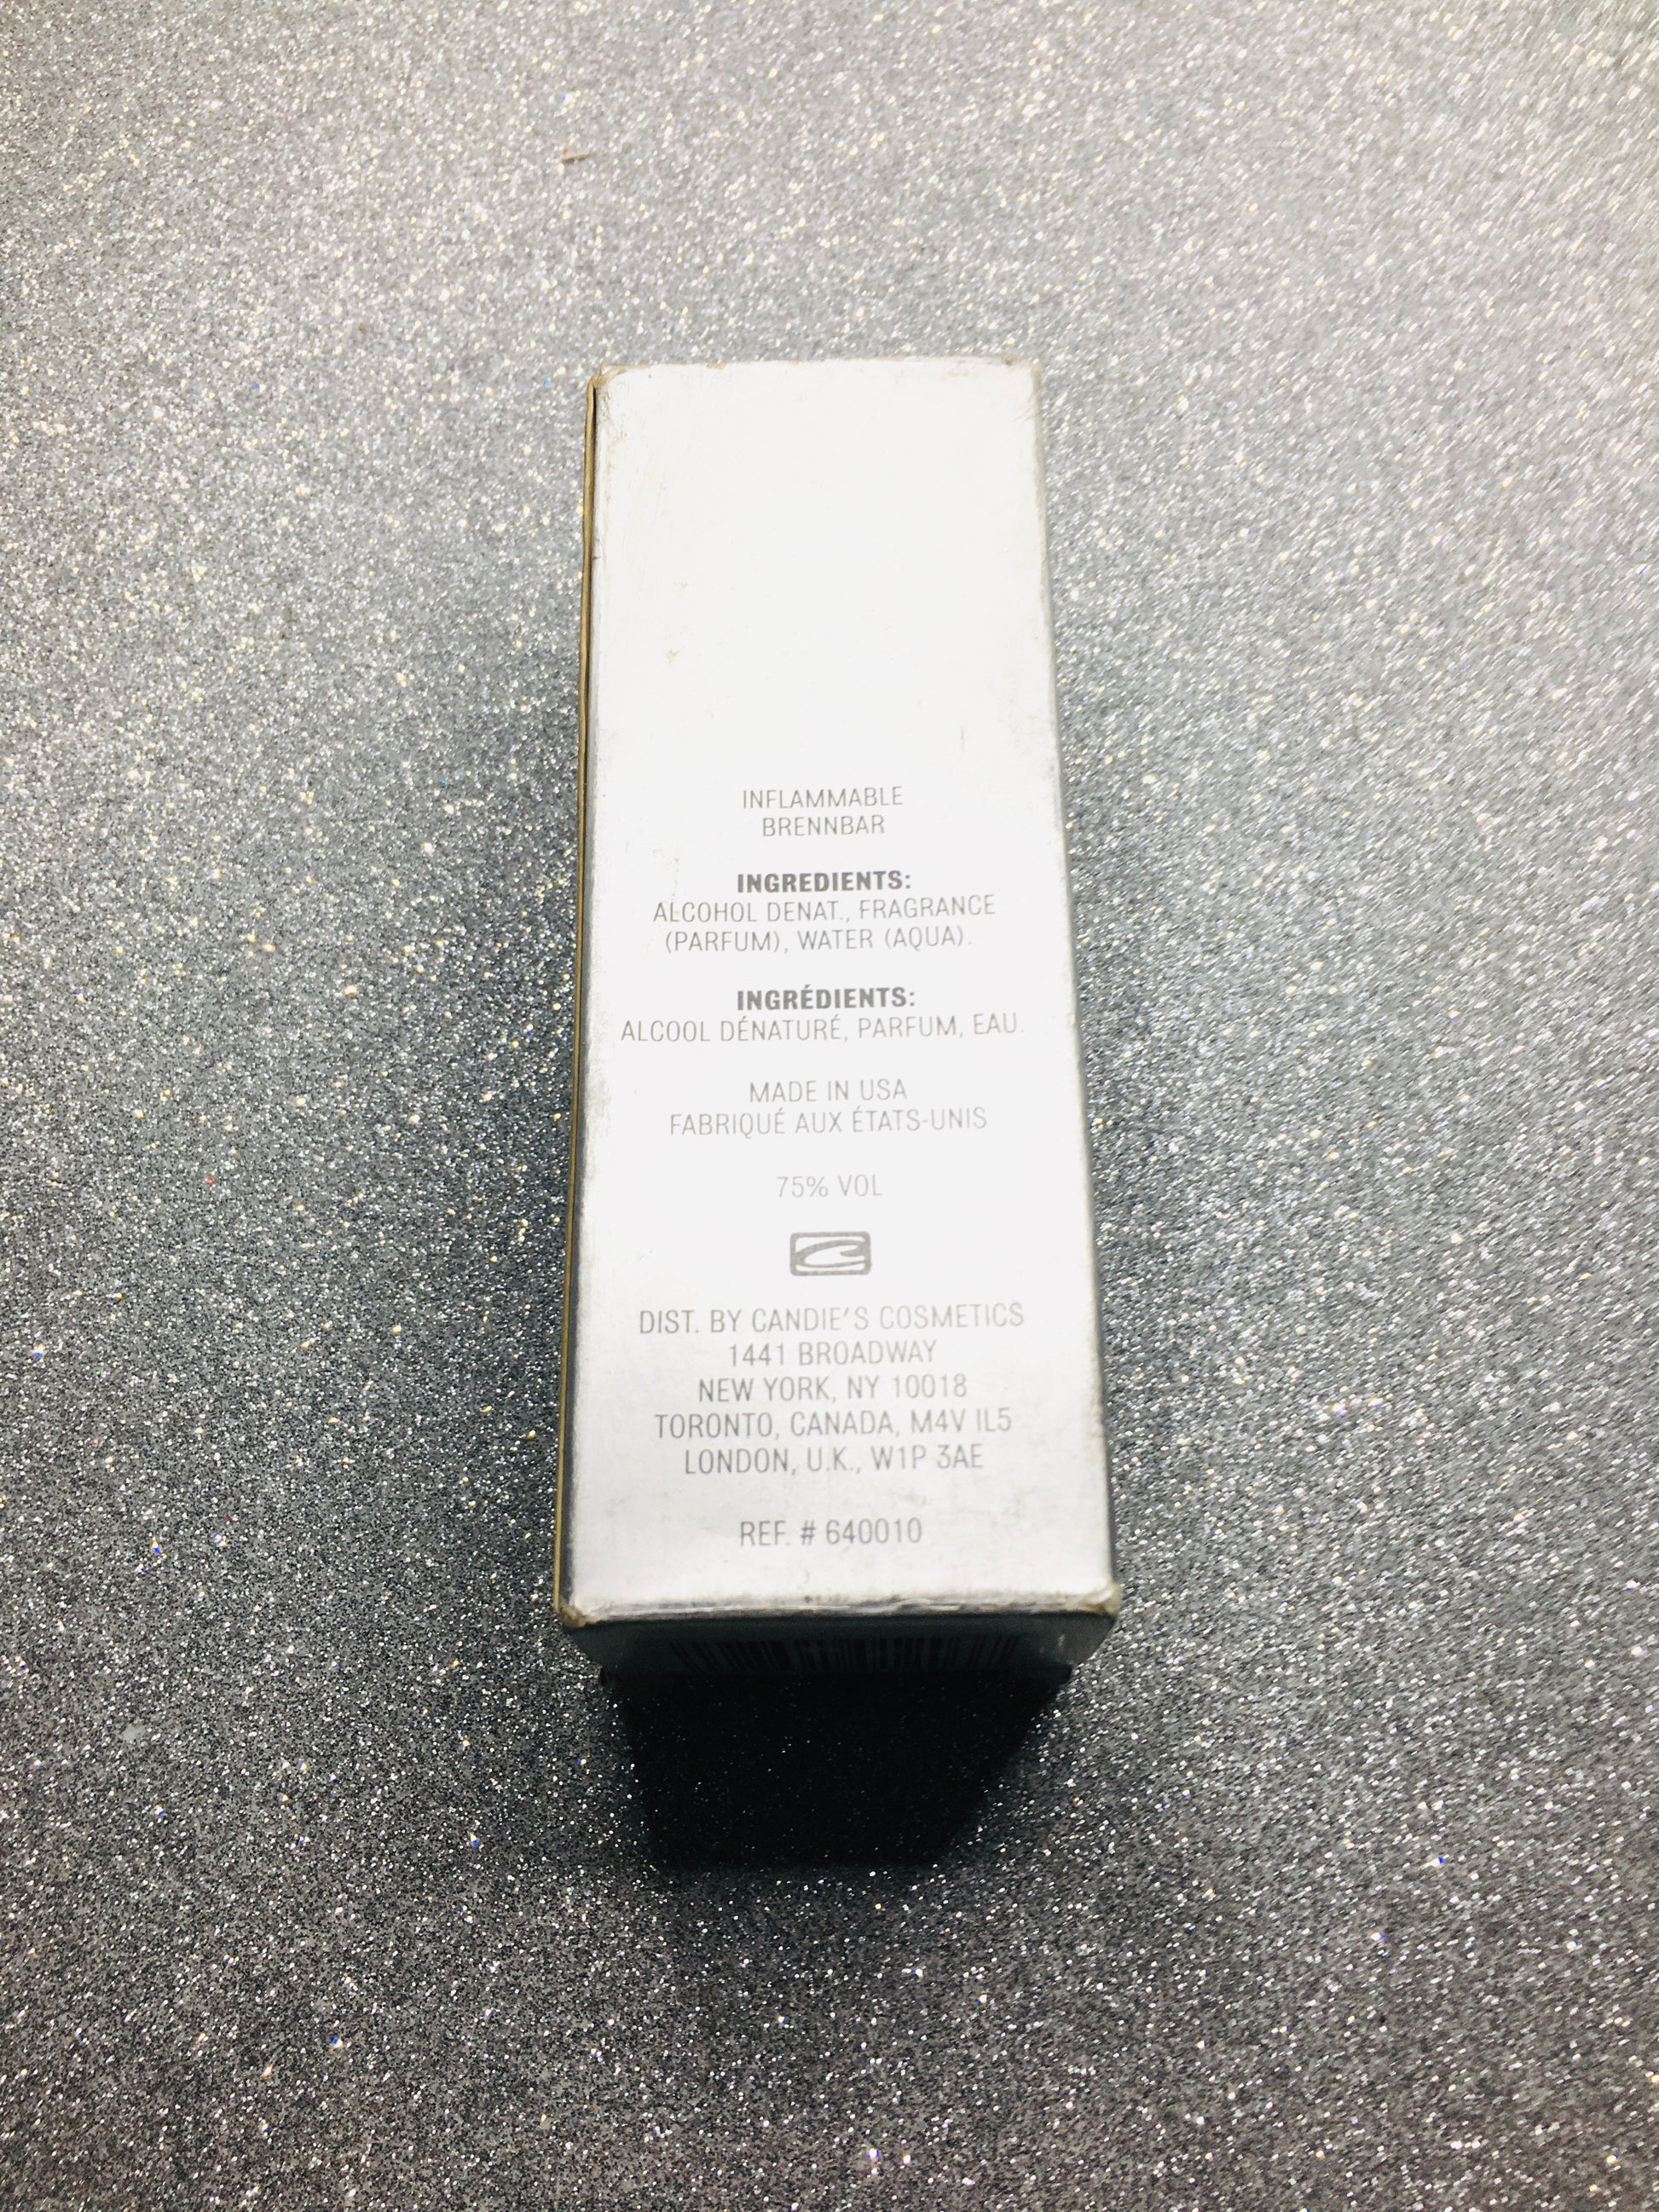 INFLAMMABLE
BRENNBAR
INGREDIENTS:
ALCOHOL DENAT., FRAGRANCE
(PARFUM), WATER (AQUA).
INGRÉDIENTS:
ALCOOL DÉNATURÉ, PARFUM, EAU.
MADE IN USA
FABRIQUÉ AUX ÉTATS-UNIS
75% VOL
DIST. BY CANDIE'S COSMETICS
1441 BROADWAY
NEW YORK, NY 10018
TORONTO, CANADA, M4V IL5
LONDON, U.K., W1P 3AE
REF. # 640010